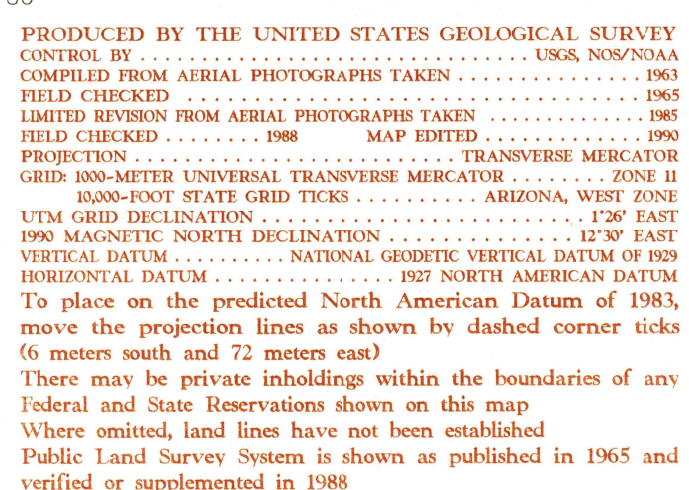 PRODUCED BY THE UNITED STATES GEOLOGICAL SURVEY
CONTROL BY . . . . . . . . . . . . . . . . . . . . . . . . . . . . . . . . USGS, NOS/NOAA
COMPILED FROM AERIAL PHOTOGRAPHS TAKEN . . . . . . . . . . . . . 1963
FIELD CHECKED . . . . . . . . . . . . . . . . . . . . . . . . . . . . . . . . . 1965
LIMITED REVISION FROM AERIAL PHOTOGRAPHS TAKEN . . . . . . . . . . . . 1985
FIELD CHECKED . . . . . . . . 1988 MAP EDITED . . . . . . . . . . . . . 1990
PROJECTION . . . . . . . . . . . . . . . . . . . . . . . . . . . TRANSVERSE MERCATOR
GRID: 1000-METER UNIVERSAL TRANSVERSE MERCATOR . . . . . . . . ZONE 11
10,000-FOOT STATE GRID TICKS . . . . . . . . . . ARIZONA, WEST ZONE
UTM GRID DECLINATION . . . . . . . . . . . . . . . . . . . . . . . . . . 1°26' EAST
1990 MAGNETIC NORTH DECLINATION . . . . . . . . . . . . . . . 12°30' EAST
VERTICAL DATUM . . . . . . . . . . NATIONAL GEODETIC VERTICAL DATUM OF 1929
HORIZONTAL DATUM . . . . . . . . . . . . . . . 1927 NORTH AMERICAN DATUM
To place on the predicted North American Datum of 1983,
move the projection lines as shown by dashed corner ticks
(6 meters south and 72 meters east)
There may be private inholdings within the boundaries of any
Federal and State Reservations shown on this map
Where omitted, land lines have not been established
Public Land Survey System is shown as published in 1965 and
verified or supplemented in 1988